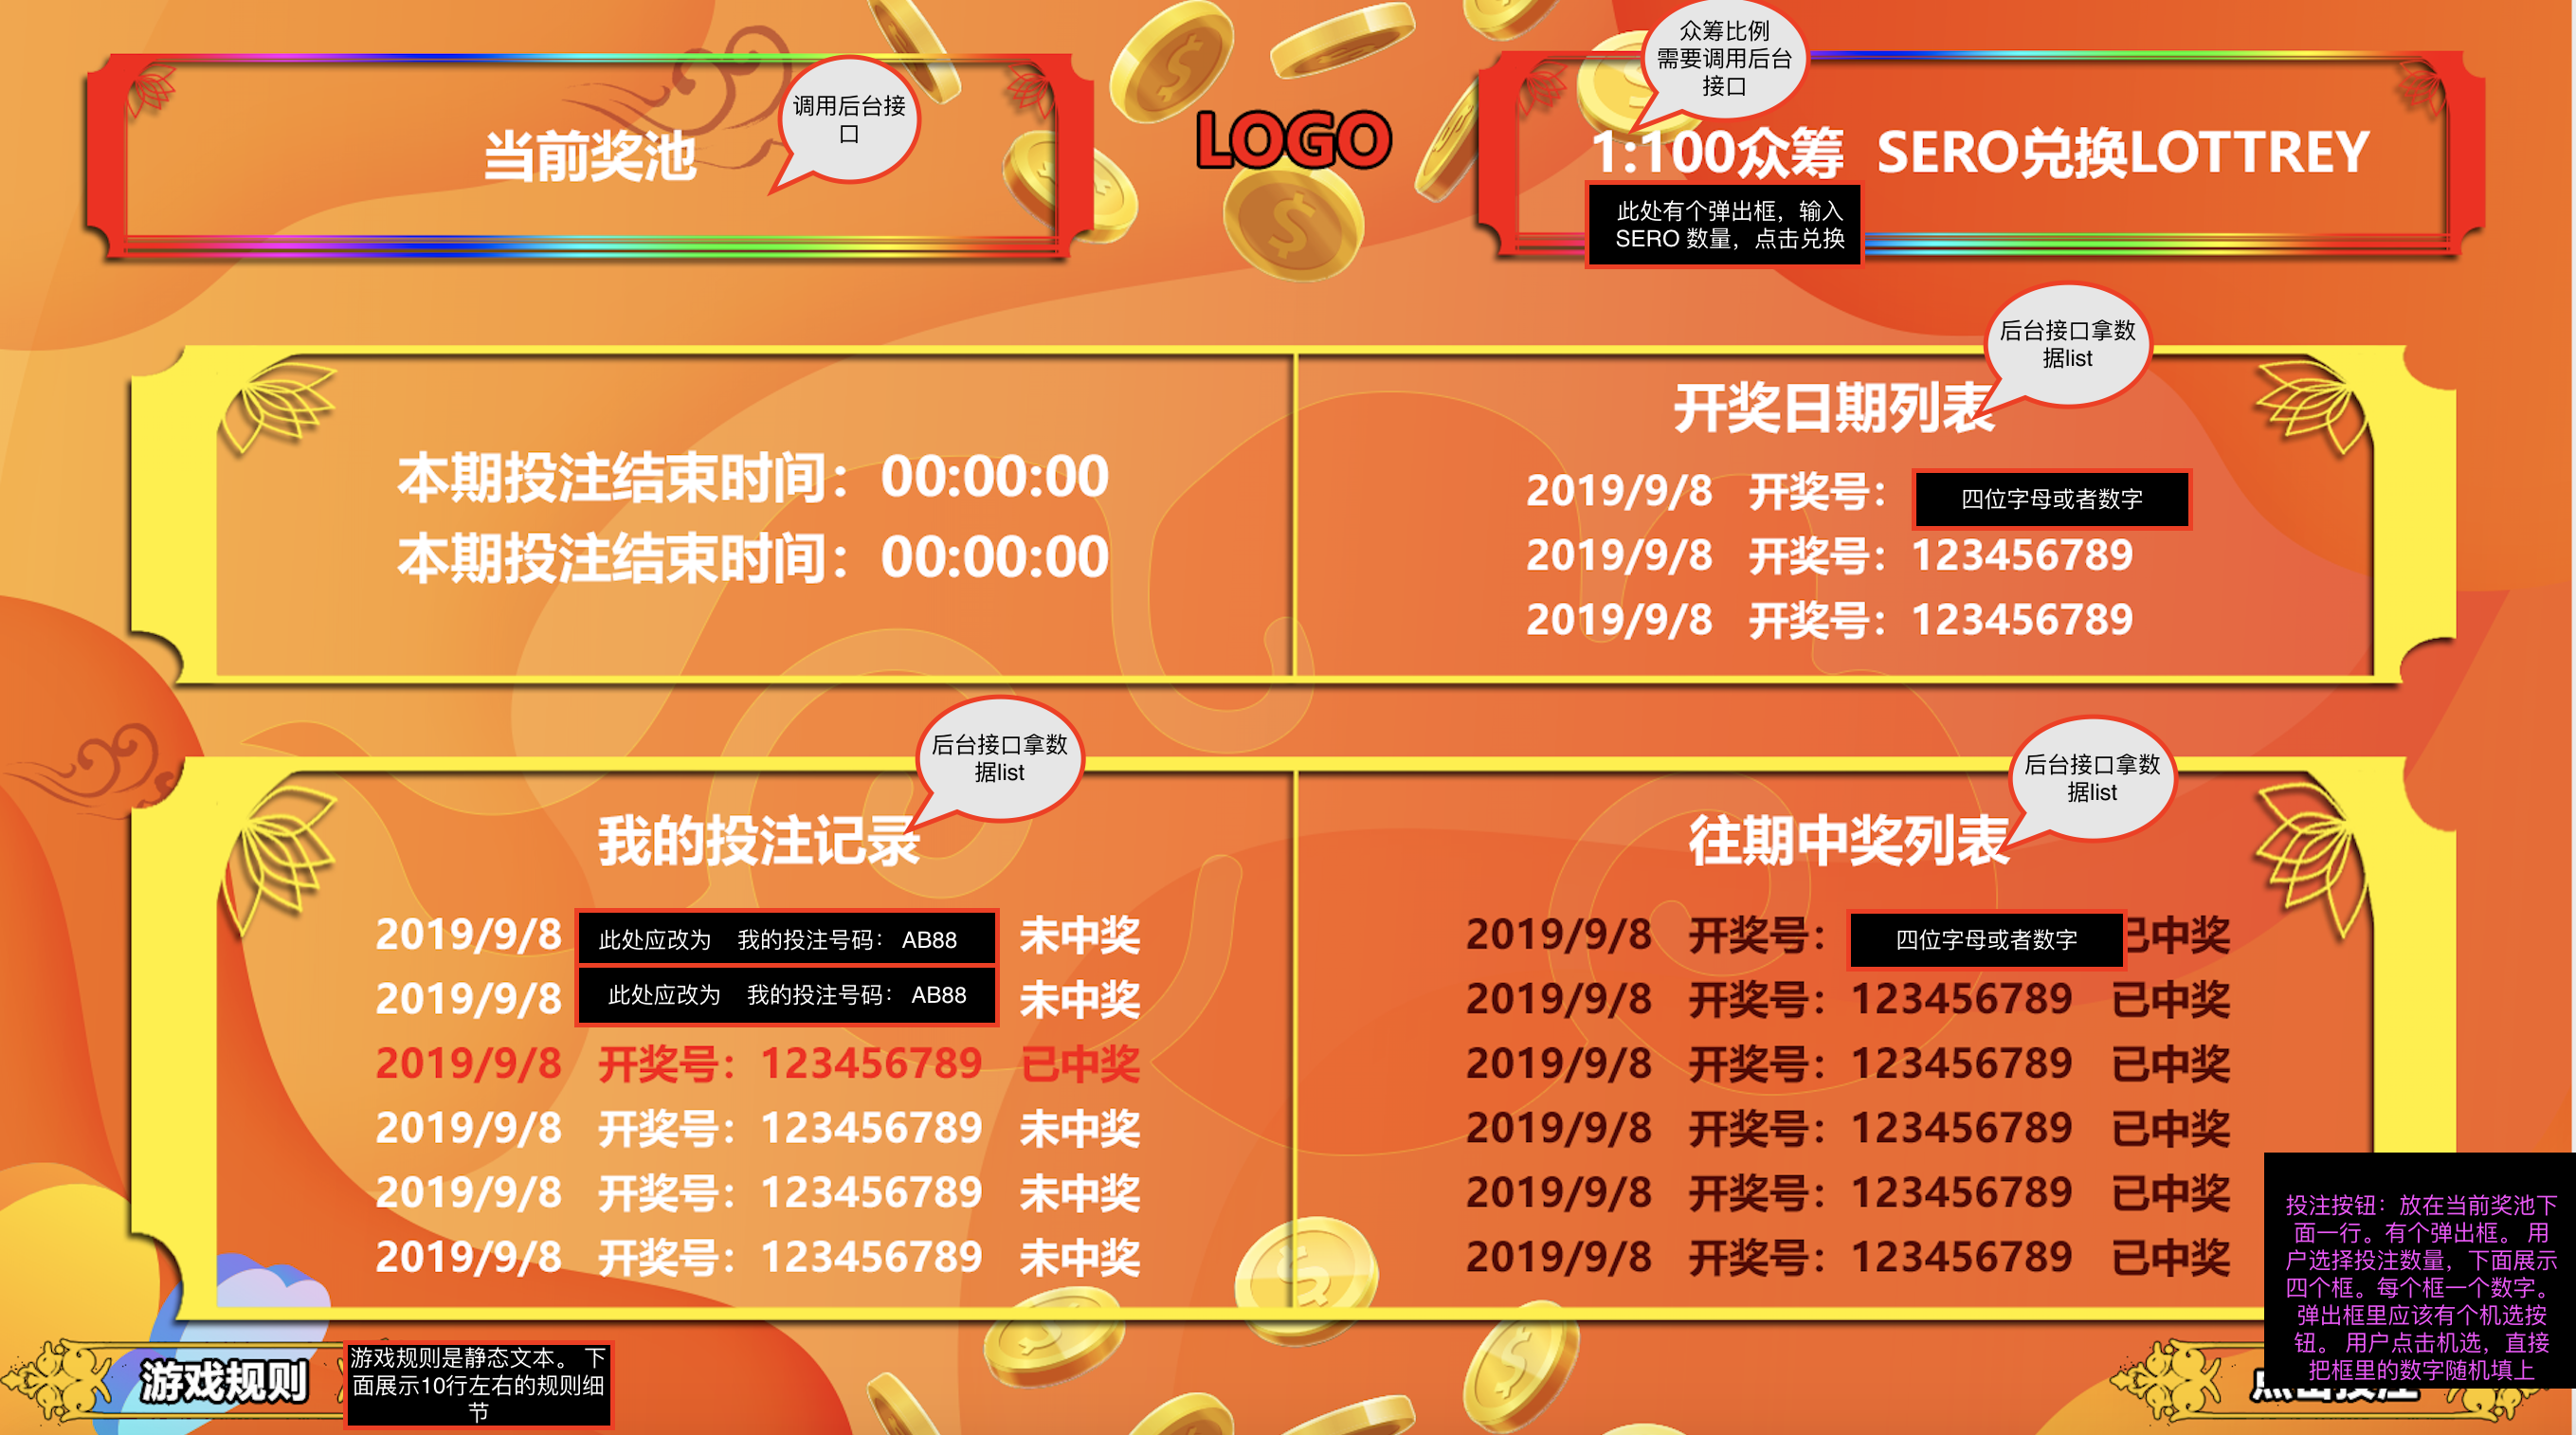 当前奖池
调用后台接
口
LOGO
众筹比例
需要调用后台
接口
1:100众筹 SERO兑换LOTTREY
此处有个弹出框，输入
SERO 数量，点击兑换
本期投注结束时间：00:00:00
本期投注结束时间：00:00:00
后台接口拿数
据list
开奖日期列表
2019/9/8 开奖号：
四位字母或者数字
2019/9/8 开奖号：123456789
2019/9/8 开奖号：123456789
后台接口拿数
据list
我的投注记录
2019/9/8 此处应改为 我的投注号码： AB88 未中奖
2019/9/8 此处应改为 我的投注号码： AB88 未中奖
2019/9/8 开奖号：123456789 已中奖
2019/9/8 开奖号：123456789 未中奖
2019/9/8 开奖号：123456789 未中奖
2019/9/8 开奖号：123456789 未中奖
后台接口拿数
据list
往期中奖列表
2019/9/8 开奖号： 四位字母或者数字 已中奖
2019/9/8 开奖号：123456789 已中奖
2019/9/8 开奖号：123456789 已中奖
2019/9/8 开奖号：123456789 已中奖
2019/9/8 开奖号：123456789 已中奖
2019/9/8 开奖号：123456789 已中奖
游戏规则
游戏规则是静态文本。 下
面展示10行左右的规则细
节
投注按钮：放在当前奖池下
面一行。有个弹出框。 用
户选择投注数量，下面展示
四个框。每个框一个数字。
弹出框里应该有个机选按
钮。 用户点击机选，直接
把框里的数字随机填上
点击投注